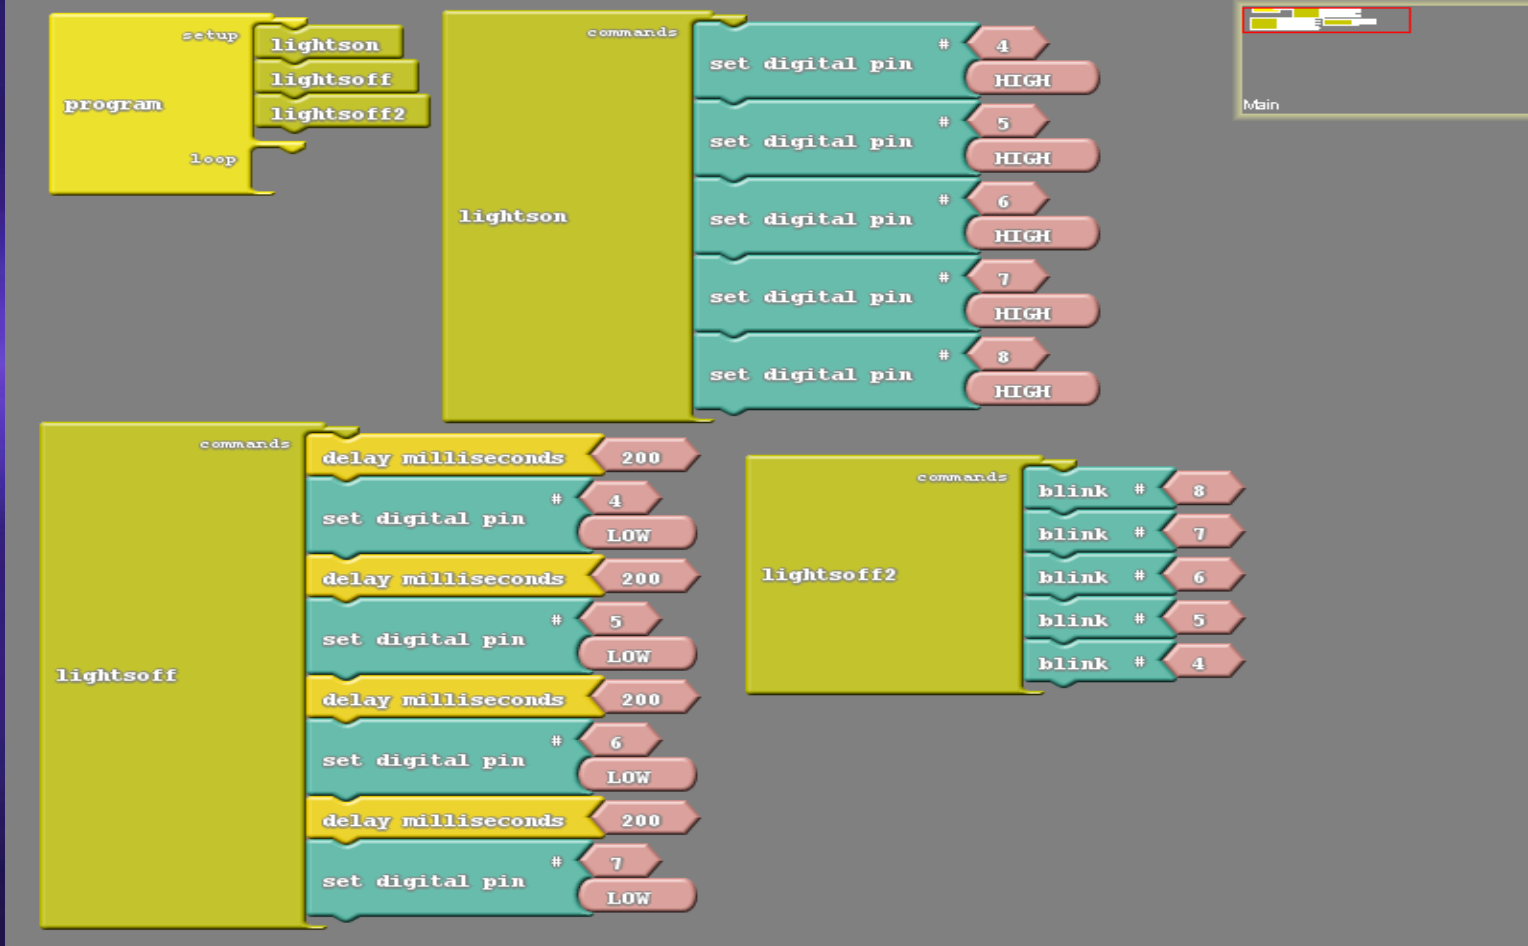 setup
lightson
lightsoff
lightsoff2
program
loop
commands
lightson
set digital pin # 4
HIGH
set digital pin # 5
HIGH
set digital pin # 6
HIGH
set digital pin # 7
HIGH
set digital pin # 8
HIGH
Main
commands
lightsoff
delay milliseconds 200
set digital pin # 4
LOW
delay milliseconds 200
set digital pin # 5
LOW
delay milliseconds 200
set digital pin # 6
LOW
delay milliseconds 200
set digital pin # 7
LOW
commands
lightsoff2
blink # 8
blink # 7
blink # 6
blink # 5
blink # 4